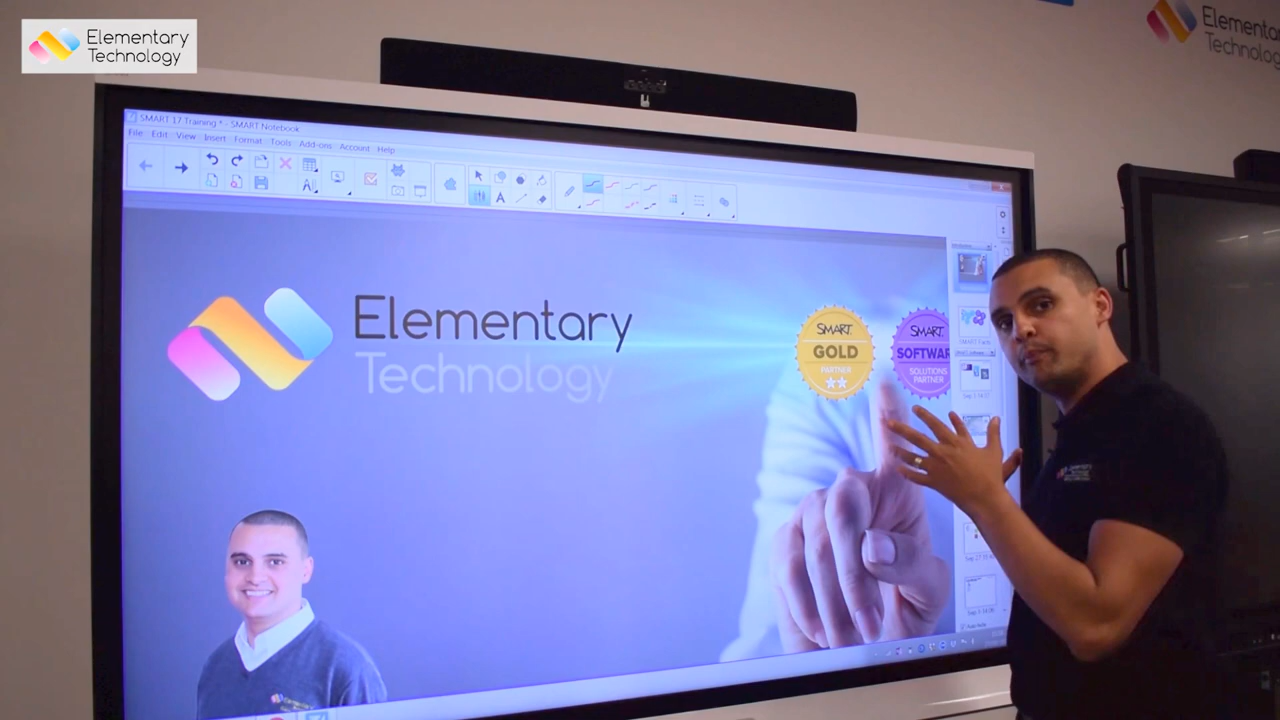 Elementary
Technology
Elementary
Technology
SMART 17 Training * - SMART Notebook
File Edit View Insert Format Tools Add-ons Account Help
Elementary
Technology
SMART
GOLD
PARTNER
SMART
SOFTWAR
SOLUTIONS
PARTNER